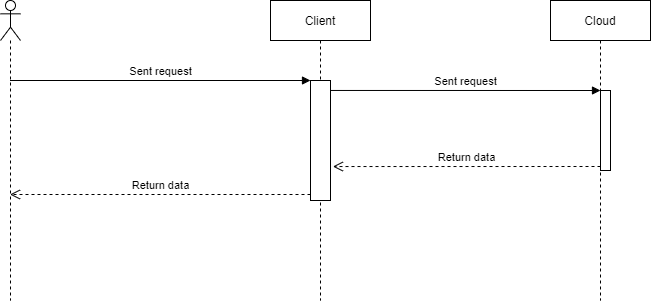 Client
Cloud
Sent request
Sent request
Return data
Return data